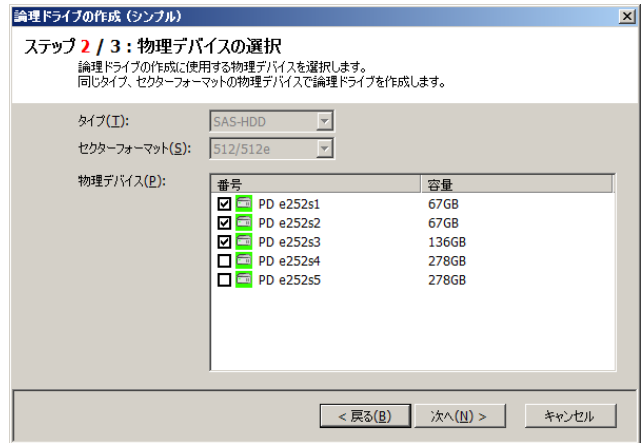 論理ドライブの作成（シンプル）
ステップ 2 / 3 : 物理デバイスの選択
論理ドライブの作成に使用する物理デバイスを選択します。
同じタイプ、セクターフォーマットの物理デバイスで論理ドライブを作成します。
タイプ(T): SAS-HDD
セクターフォーマット(S): 512/512e
物理デバイス(P):
番号 容量
PD e252s1 67GB
PD e252s2 67GB
PD e252s3 136GB
PD e252s4 278GB
PD e252s5 278GB
< 戻る(B) 次へ(N) > キャンセル